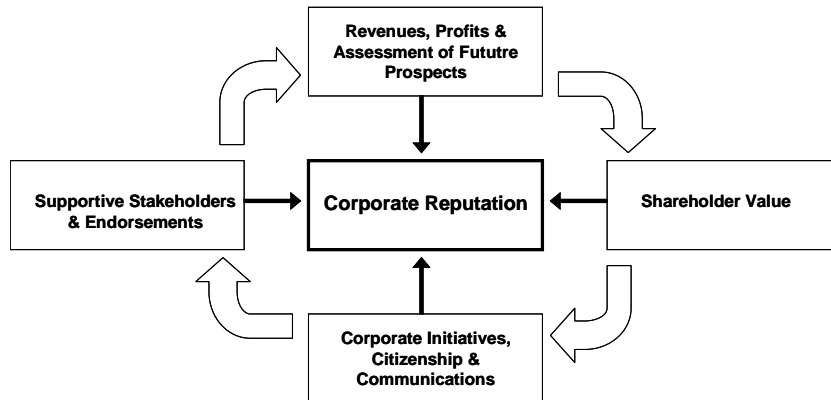 Revenues, Profits &
Assessment of Fututre
Prospects
Supportive Stakeholders
& Endorsements
Corporate Reputation
Shareholder Value
Corporate Initiatives,
Citizenship &
Communications